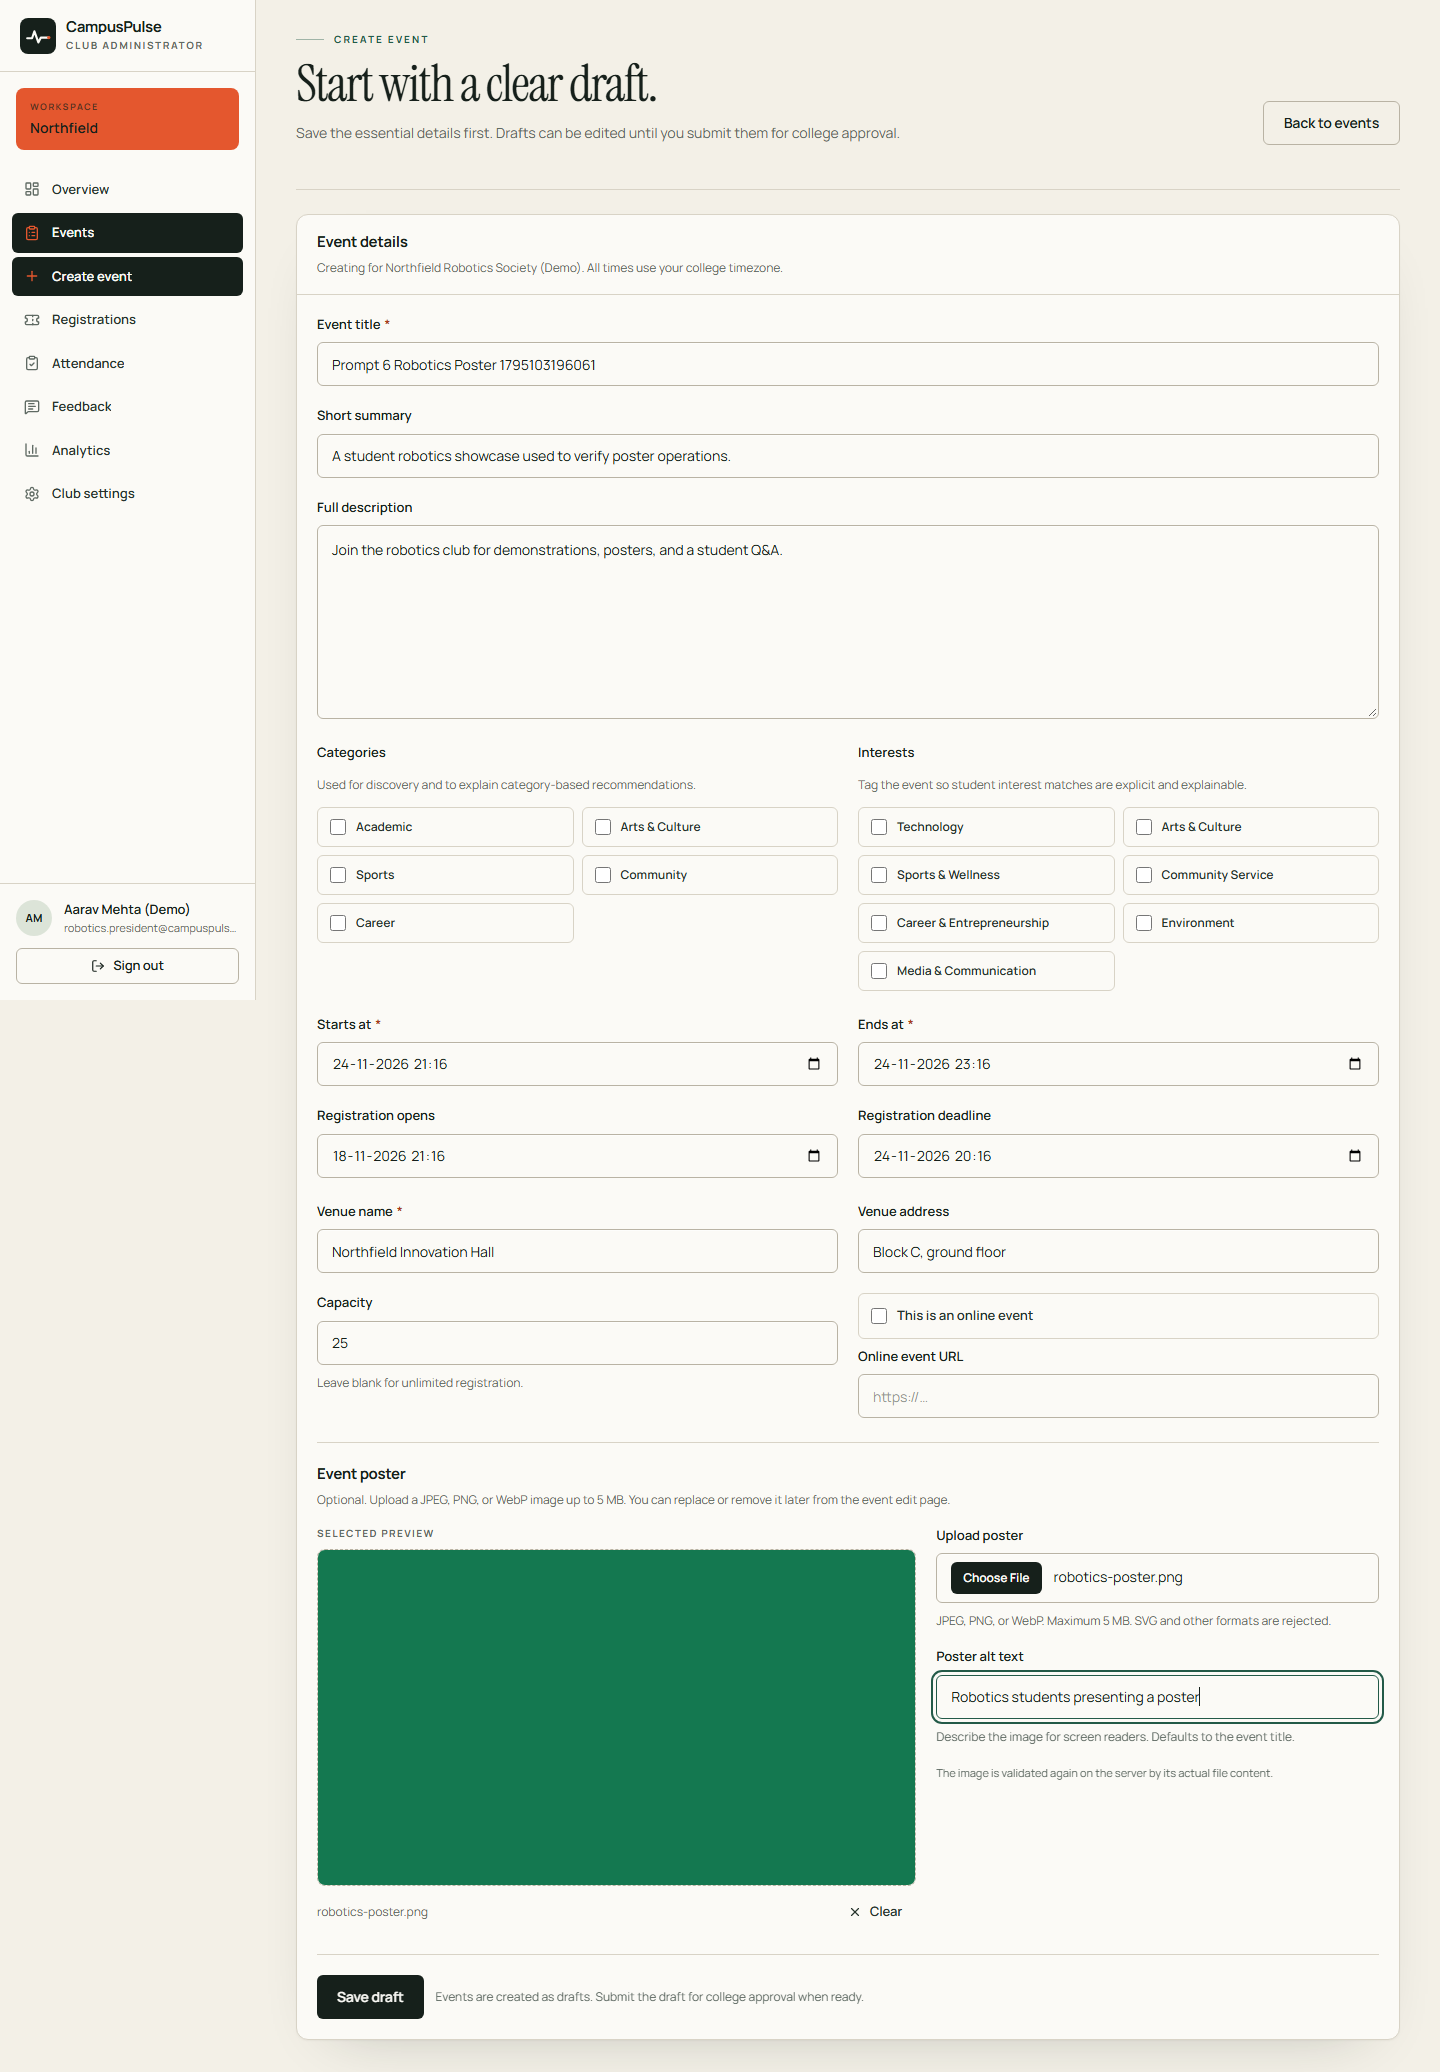 CampusPulse
CLUB ADMINISTRATOR
WORKSPACE
Northfield
Overview
Events
Create event
Registrations
Attendance
Feedback
Analytics
Club settings
AM
Aarav Mehta (Demo)
robotics.president@campuspuls...
Sign out
CREATE EVENT
Start with a clear draft.
Save the essential details first. Drafts can be edited until you submit them for college approval.
Back to events
Event details
Creating for Northfield Robotics Society (Demo). All times use your college timezone.
Event title *
Prompt 6 Robotics Poster 1795103196061
Short summary
A student robotics showcase used to verify poster operations.
Full description
Join the robotics club for demonstrations, posters, and a student Q&A.
Categories
Used for discovery and to explain category-based recommendations.
Academic
Arts & Culture
Sports
Community
Career
Interests
Tag the event so student interest matches are explicit and explainable.
Technology
Arts & Culture
Sports & Wellness
Community Service
Career & Entrepreneurship
Environment
Media & Communication
Starts at *
24-11-2026 21:16
Ends at *
24-11-2026 23:16
Registration opens
18-11-2026 21:16
Registration deadline
24-11-2026 20:16
Venue name *
Northfield Innovation Hall
Venue address
Block C, ground floor
Capacity
25
Leave blank for unlimited registration.
This is an online event
Online event URL
https://...
Event poster
Optional. Upload a JPEG, PNG, or WebP image up to 5 MB. You can replace or remove it later from the event edit page.
SELECTED PREVIEW
robotics-poster.png
Clear
Upload poster
Choose File robotics-poster.png
JPEG, PNG, or WebP. Maximum 5 MB. SVG and other formats are rejected.
Poster alt text
Robotics students presenting a poster
Describe the image for screen readers. Defaults to the event title.
The image is validated again on the server by its actual file content.
Save draft
Events are created as drafts. Submit the draft for college approval when ready.